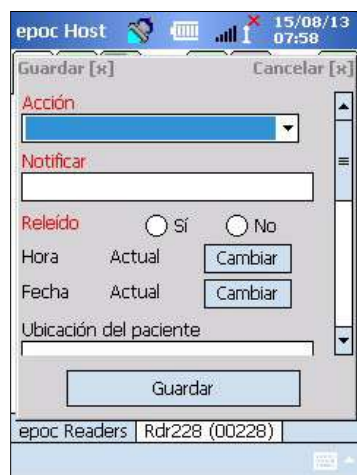 epoc Host 15/08/13 07:58
Guardar [x] Cancelar [x]
Acción
Notificar
Releído Sí No
Hora Actual Cambiar
Fecha Actual Cambiar
Ubicación del paciente
Guardar
epoc Readers Rdr228 (00228)